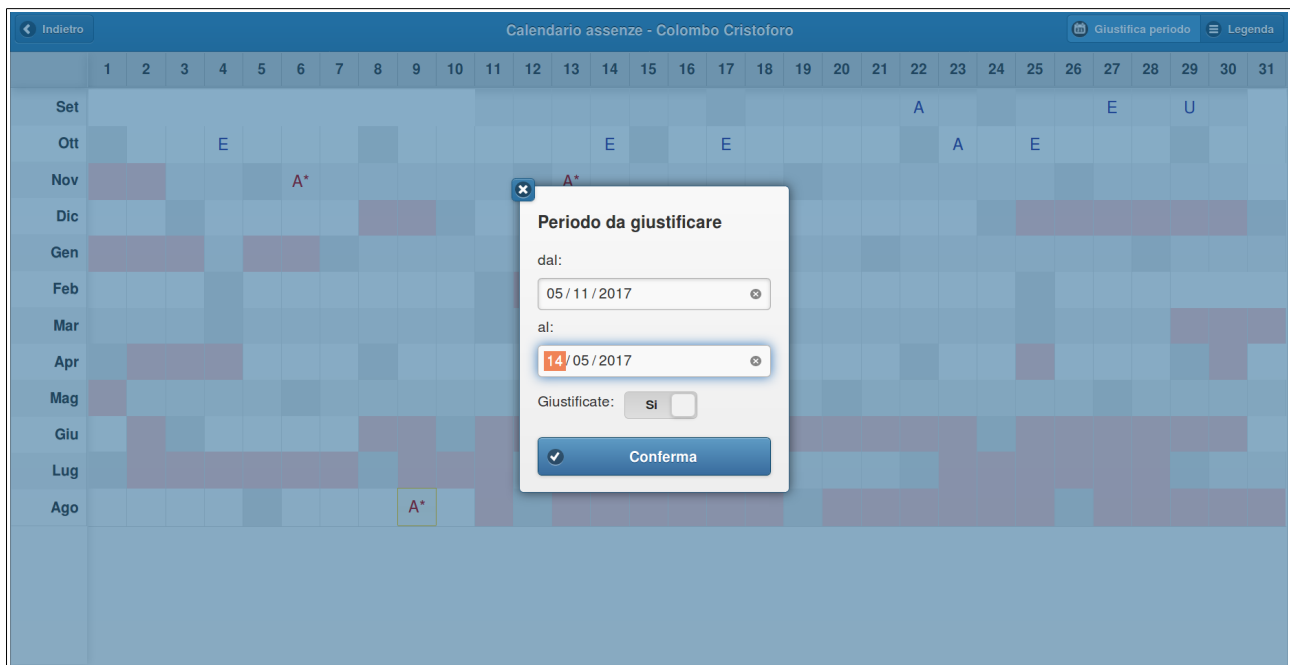 Indietro Calendario assenze - Colombo Cristoforo Giustifica periodo Legenda
1 2 3 4 5 6 7 8 9 10 11 12 13 14 15 16 17 18 19 20 21 22 23 24 25 26 27 28 29 30 31
Set A E U
Ott E E E A E
Nov A* A*
Dic
Gen
Feb
Mar
Apr
Mag
Giu
Lug
Ago A*
Periodo da giustificare
dal:
05 / 11 / 2017
al:
14 / 05 / 2017
Giustificate: Si
Conferma